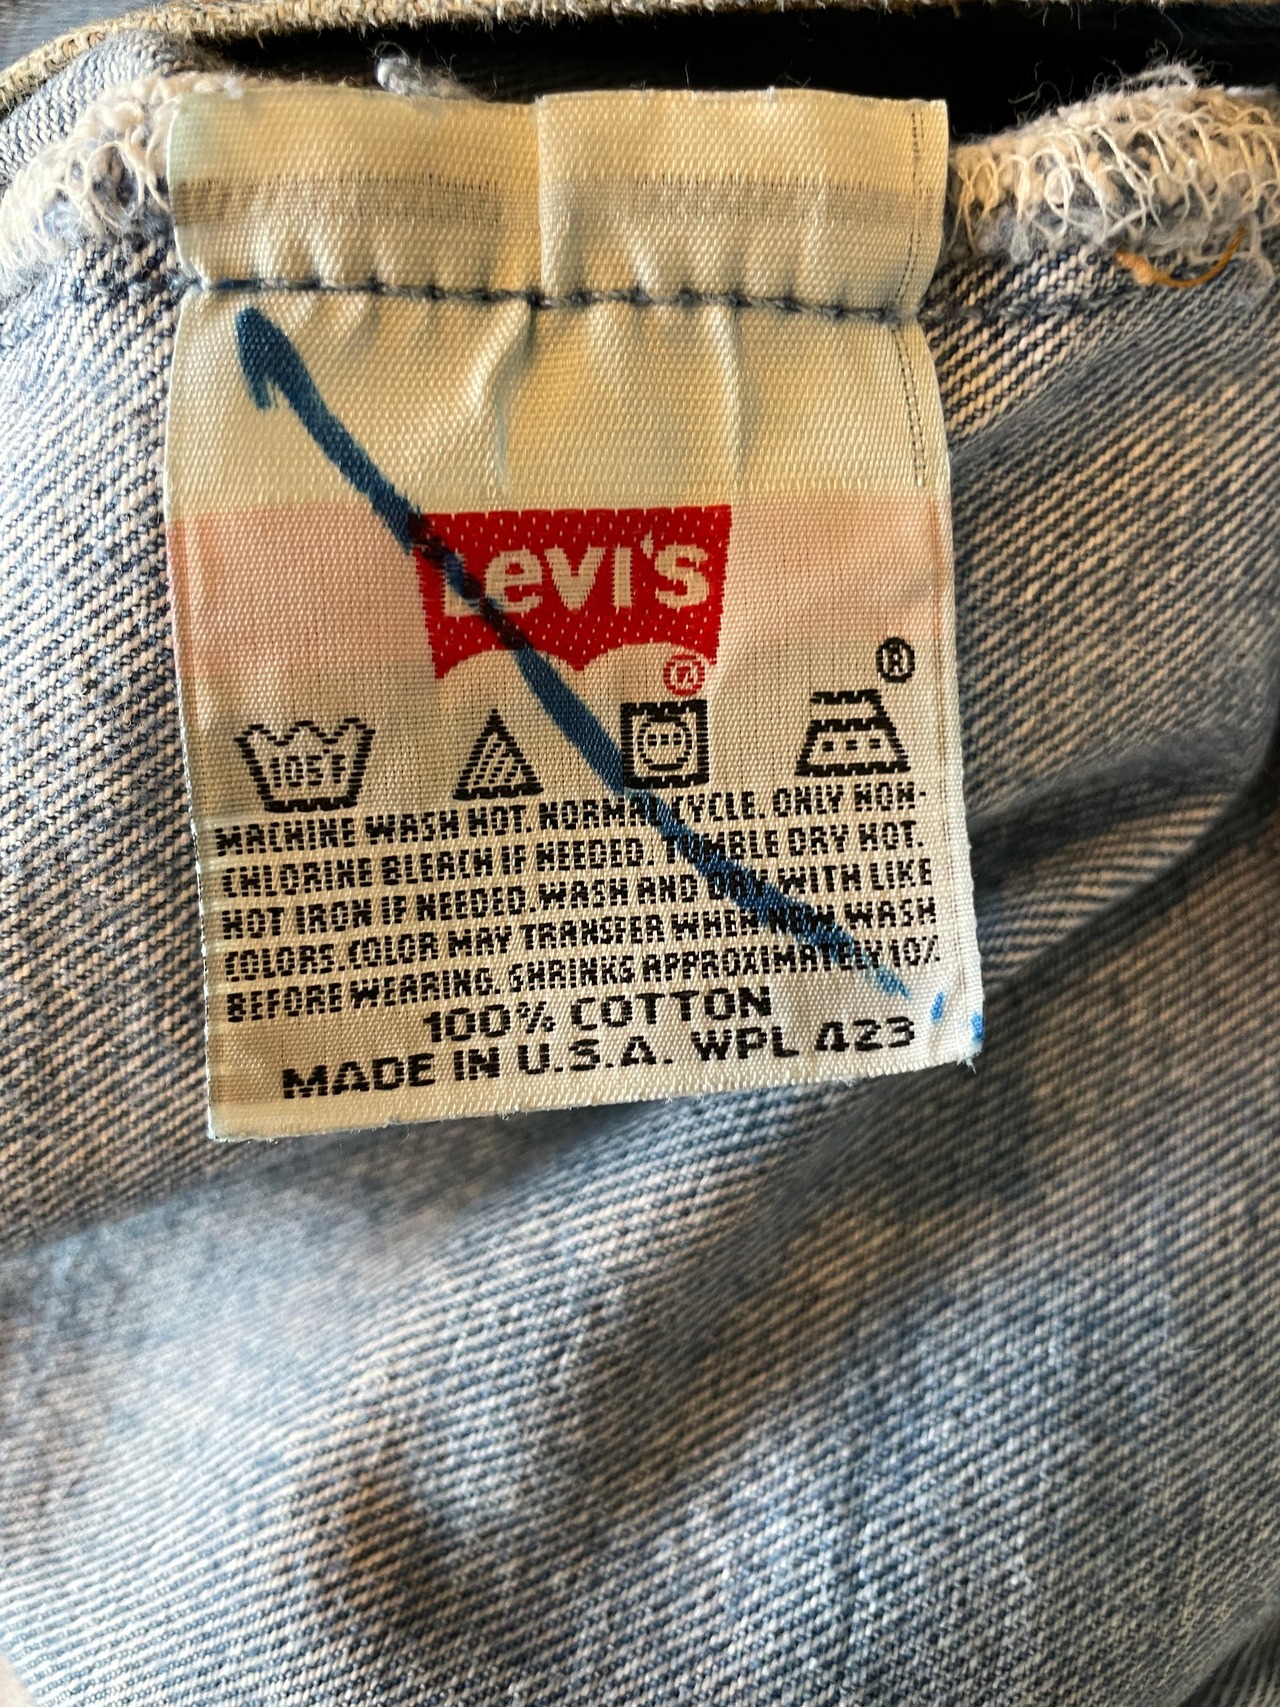 Levi's
®
®
105F
MACHINE WASH HOT. NORMAL CYCLE. ONLY NON-
CHLORINE BLEACH IF NEEDED. TUMBLE DRY HOT.
HOT IRON IF NEEDED. WASH AND DRY WITH LIKE
COLORS. COLOR MAY TRANSFER WHEN NEW. WASH
BEFORE WEARING. SHRINKS APPROXIMATELY 10%
100% COTTON
MADE IN U.S.A. WPL 423